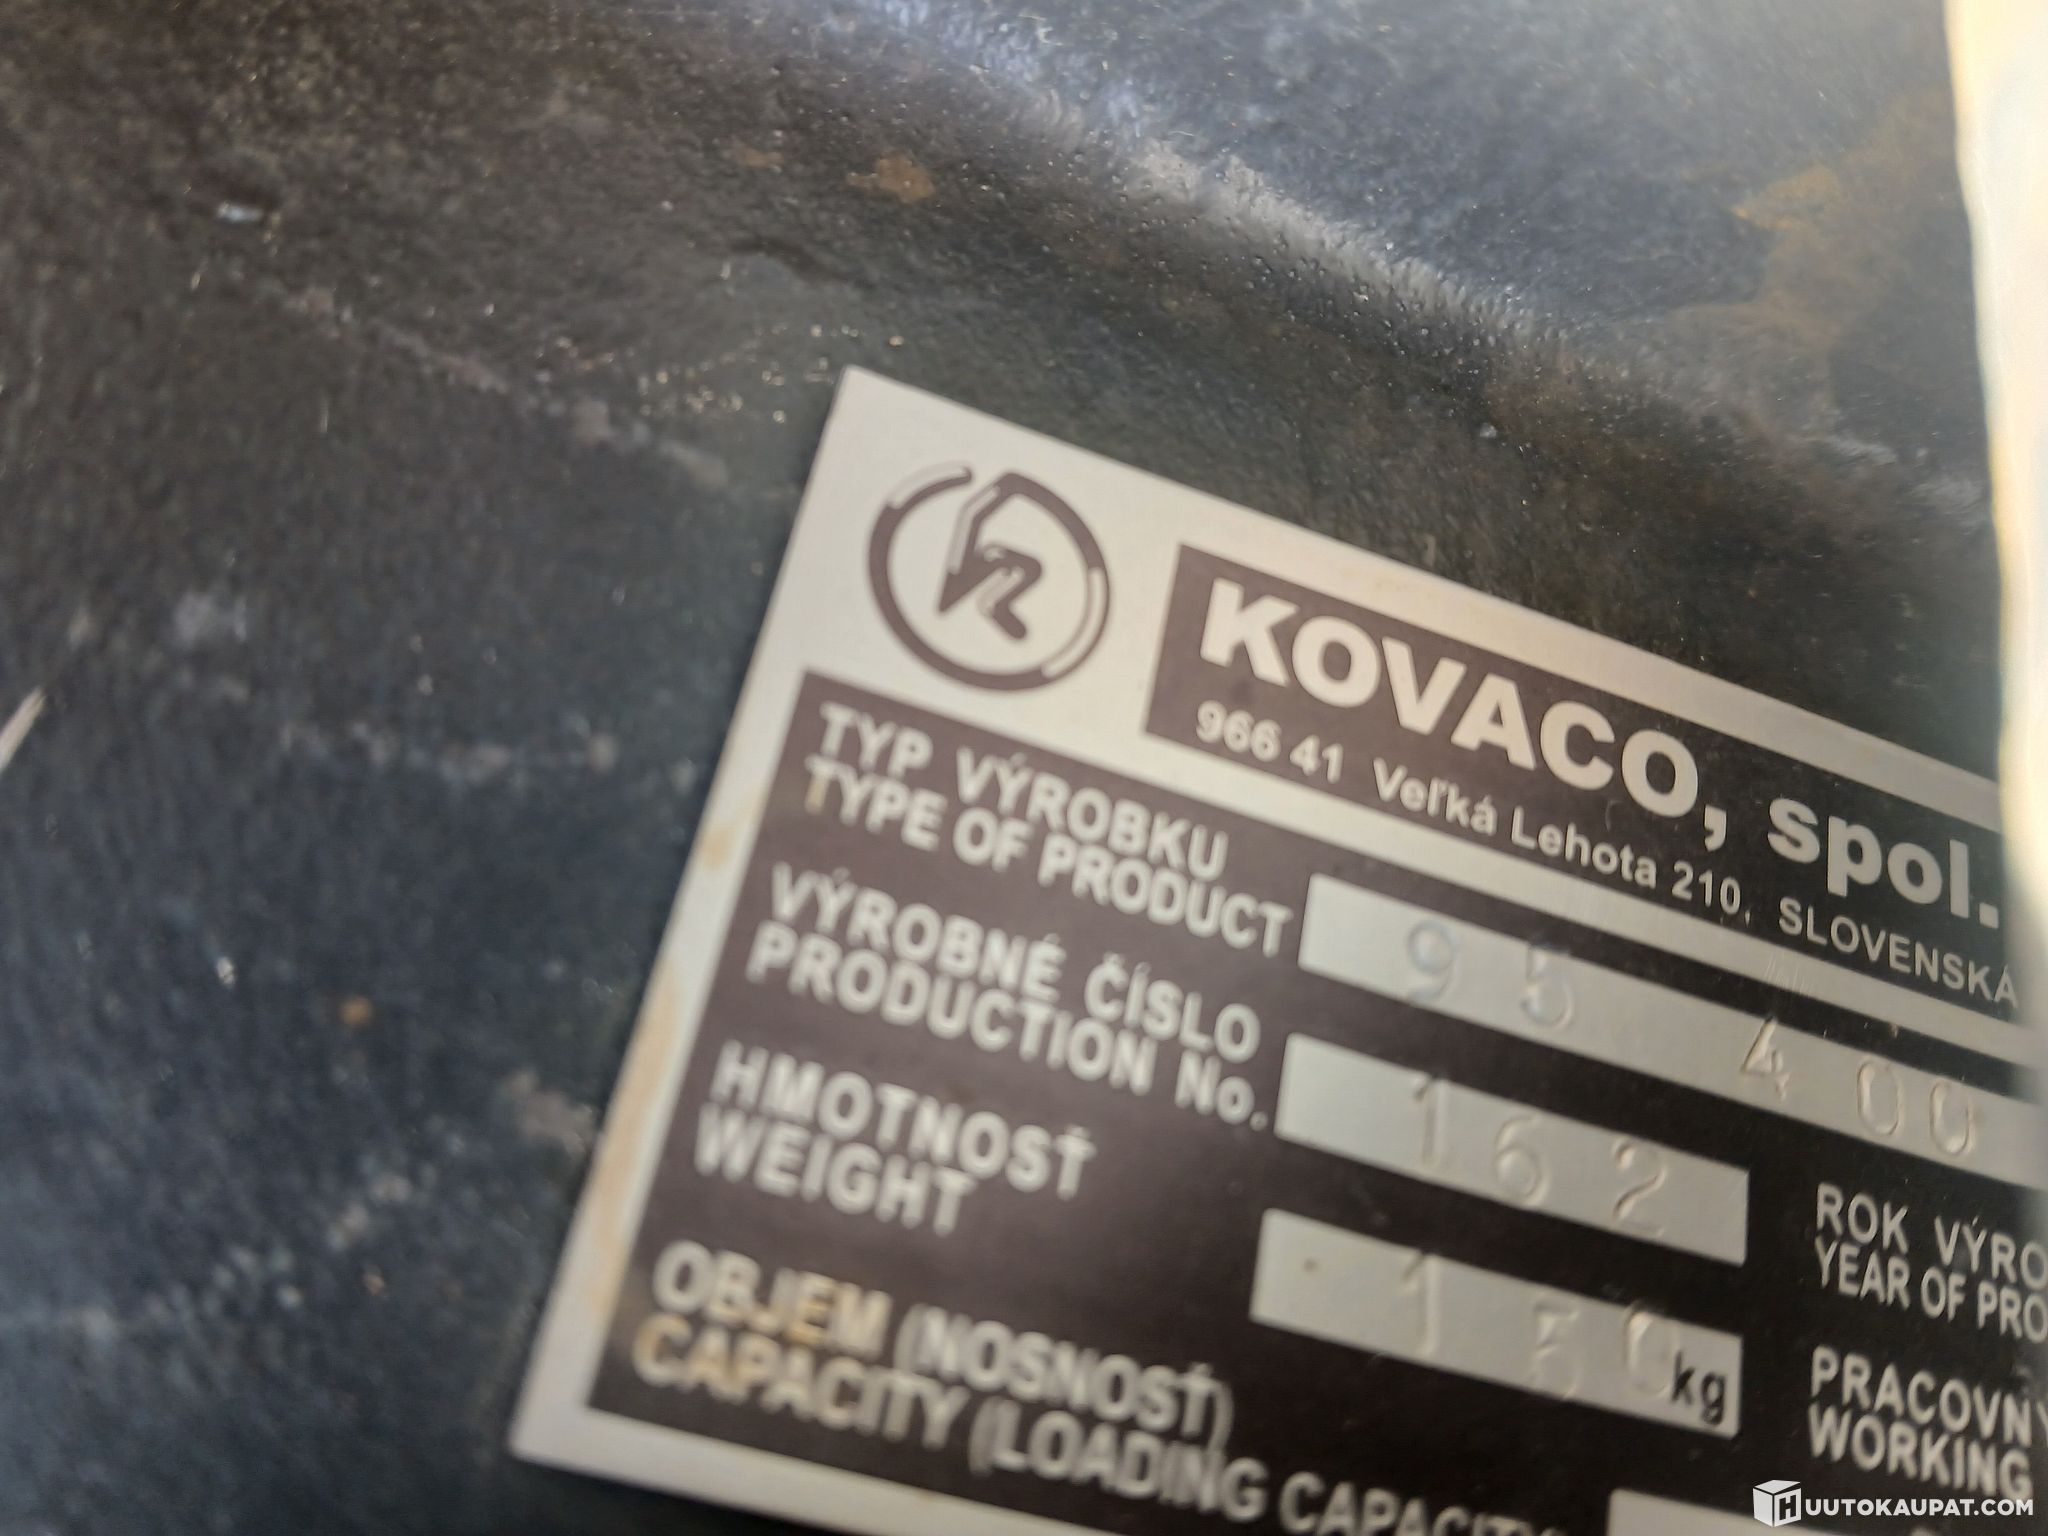 KOVACO, spol.
966 41 Veľká Lehota 210, SLOVENSKÁ
TYP VÝROBKU
TYPE OF PRODUCT
95 400
VÝROBNÉ ČÍSLO
PRODUCTION No.
162
ROK VÝRO
YEAR OF PRO
HMOTNOSŤ
WEIGHT
150 kg
PRACOVNÝ
WORKING
OBJEM (NOSNOSŤ)
CAPACITY (LOADING CAPACITY
HUUTOKAUPAT.COM